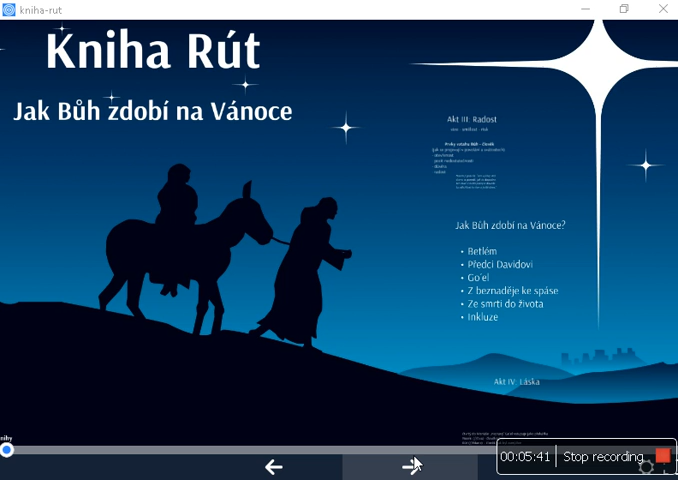 kniha-rut
Kniha Rút
Jak Bůh zdobí na Vánoce
Akt III: Radost
Jak Bůh zdobí na Vánoce?
• Betlém
• Předci Davidovi
• Go´el
• Z beznaděje ke spáse
• Ze smrti do života
• Inkluze
Akt IV: Láska
nihy
00:05:41
Stop recording